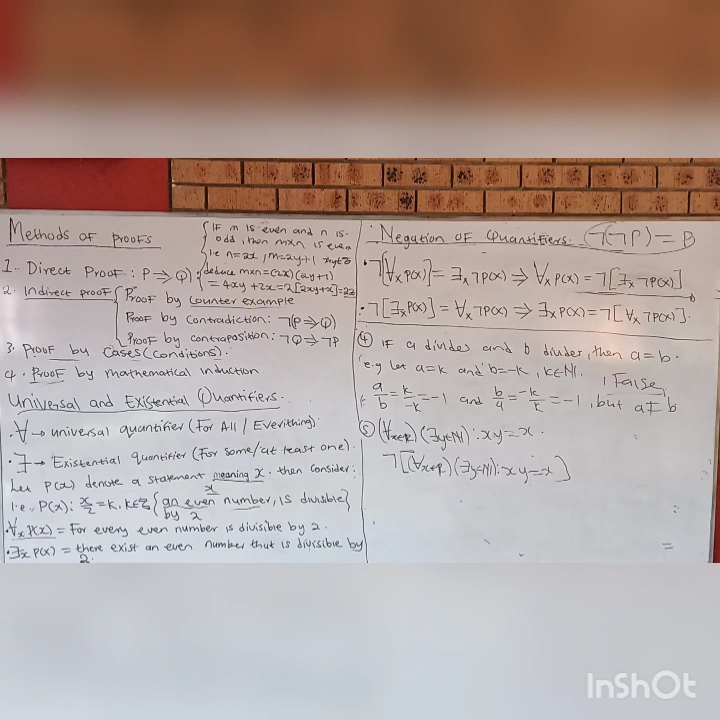 Methods of Proofs
1. Direct Proof: P ⇒ Q
{ IF m is even and n is
odd, then m×n is even
i.e n=2x, m=2y+1 x,y∈ℤ
deduce m×n=(2x)(2y+1)
= 4xy+2x=2[2xy+x]=2z
2. Indirect proof { Proof by counter example
Proof by contradiction: ¬(P⇒Q)
Proof by contraposition: ¬Q→¬P
3. Proof by cases (conditions).
4. Proof by mathematical induction.
Universal and Existential Quantifiers.
• ∀ → universal quantifier (For All / Everything).
• ∃ → Existential quantifier (For some/at least one).
Let P(x) denote a statement meaning x. then consider:
i.e., P(x): x/2 = k, k∈ℤ { an even number, x is divisible by 2 }
• ∀x P(x) = For every even number is divisible by 2.
• ∃x P(x) = there exist an even number that is divisible by
2.
Negation of Quantifiers. ¬(¬P) = P
• ¬[∀x P(x)] = ∃x ¬P(x) ⇒ ∀x P(x) = ¬[∃x ¬P(x)]
• ¬[∃x P(x)] = ∀x ¬P(x) ⇒ ∃x P(x) = ¬[∀x ¬P(x)].
④ IF a divides and b divides, then a = b.
e.g let a=k and b=-k, k∈ℕ. False
a/b = k/-k = -1 and b/a = -k/k = -1, but a ≠ b
⑤ (∀x∈ℝ)(∃y∈ℕ): xy=x.
¬[(∀x∈ℝ)(∃y∈ℕ): xy=x]
InShOt